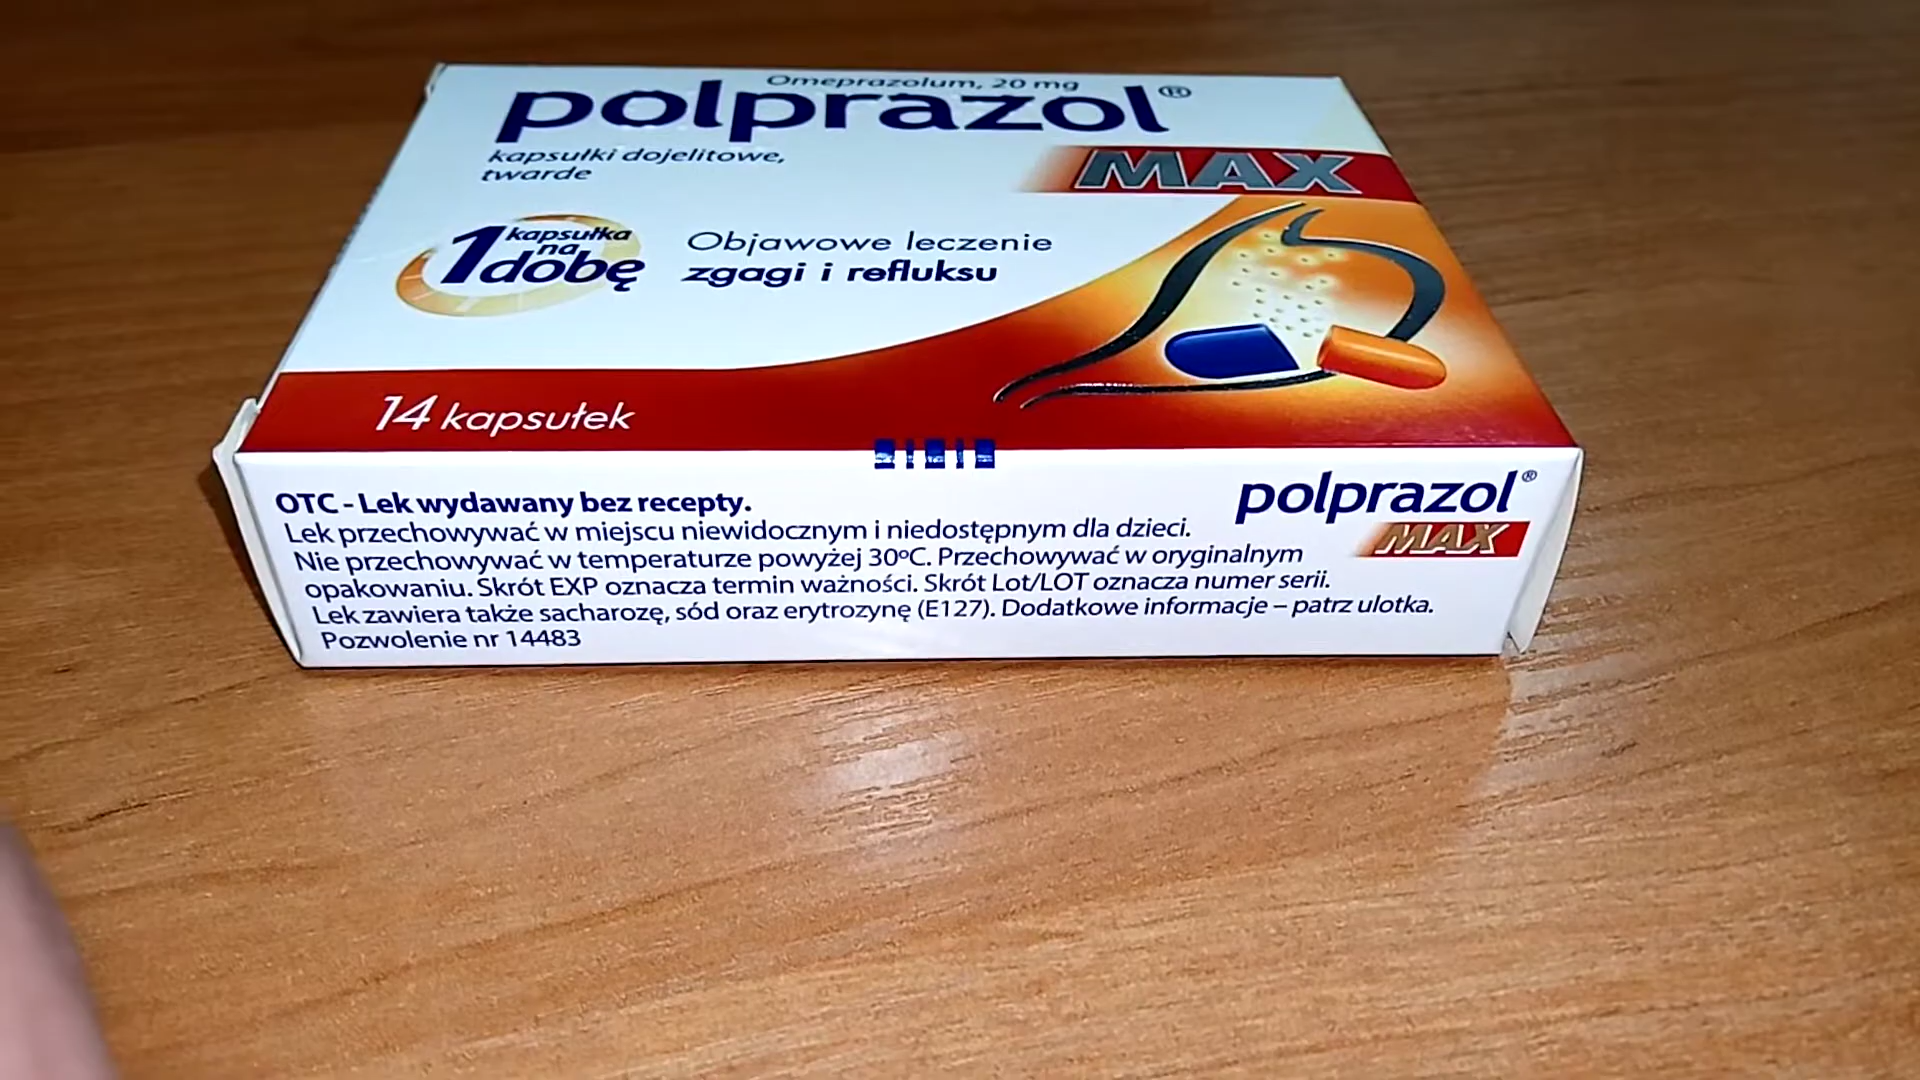 Omeprazolum, 20 mg
polprazol®
MAX
kapsułki dojelitowe,
twarde
1 kapsułka
na
dobę
Objawowe leczenie
zgagi i refluksu
14 kapsułek
polprazol®
MAX
OTC - Lek wydawany bez recepty.
Lek przechowywać w miejscu niewidocznym i niedostępnym dla dzieci.
Nie przechowywać w temperaturze powyżej 30ºC. Przechowywać w oryginalnym
opakowaniu. Skrót EXP oznacza termin ważności. Skrót Lot/LOT oznacza numer serii.
Lek zawiera także sacharozę, sód oraz erytrozynę (E127). Dodatkowe informacje – patrz ulotka.
Pozwolenie nr 14483